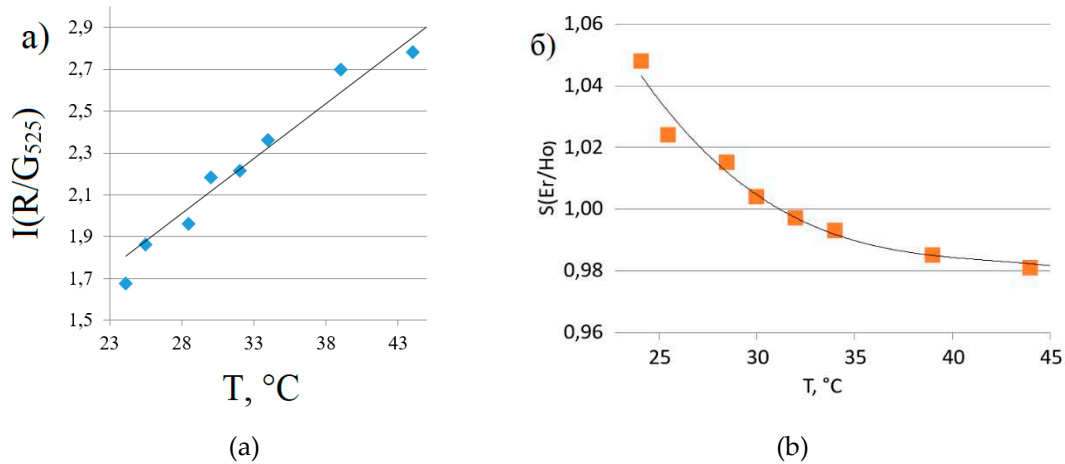 а)
I(R/G525)
2,9
2,7
2,5
2,3
2,1
1,9
1,7
1,5
23 28 33 38 43
T, °C
(a)
б)
S(Er/Ho)
1,06
1,04
1,02
1,00
0,98
0,96
25 30 35 40 45
T, °C
(b)